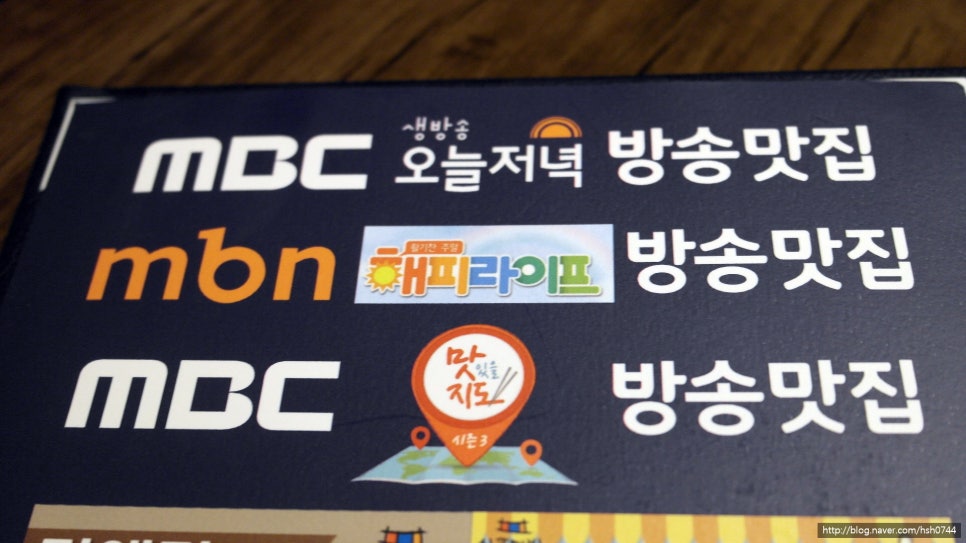 MBC 생방송 오늘저녁 방송맛집
mbn 활기찬 주말 해피라이프 방송맛집
MBC 맛있을지도 시즌3 방송맛집
http://blog.naver.com/hsh0744